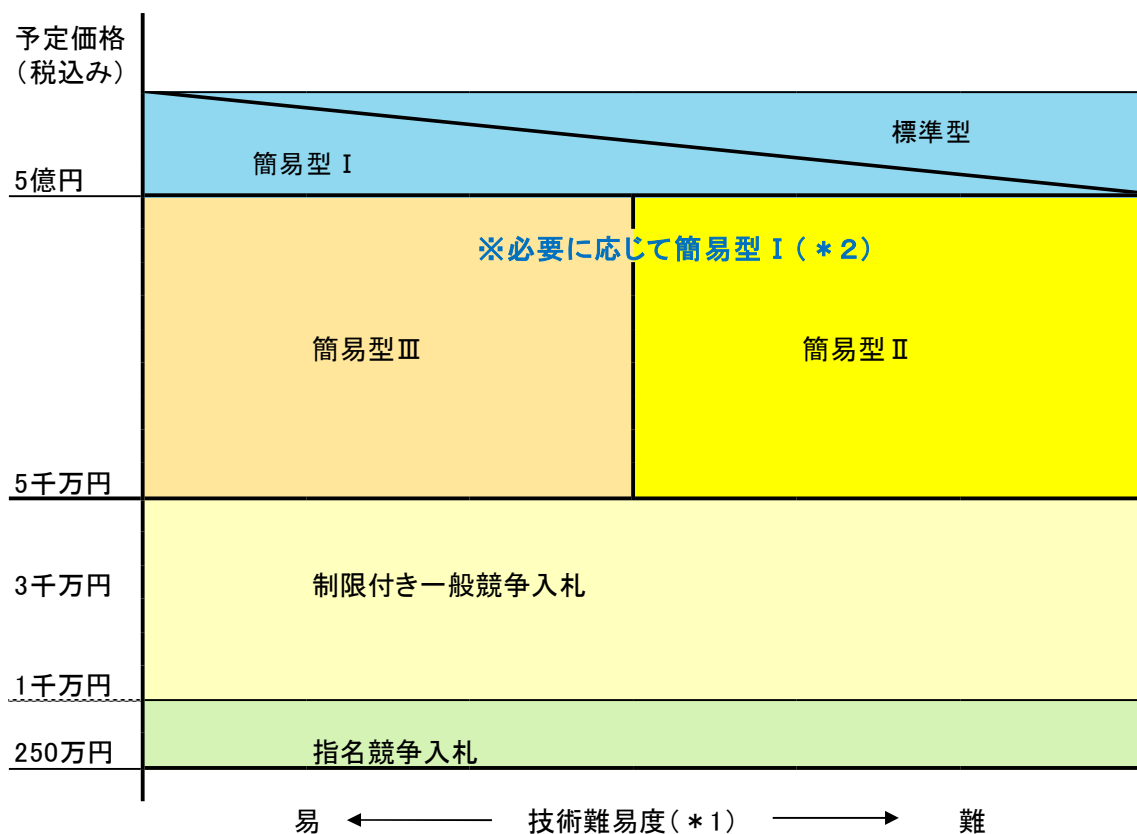 予定価格
（税込み）
標準型
簡易型Ⅰ
5億円
※必要に応じて簡易型Ⅰ(＊2)
簡易型Ⅲ
簡易型Ⅱ
5千万円
3千万円
制限付き一般競争入札
1千万円
250万円
指名競争入札
易
技術難易度(＊1)
難